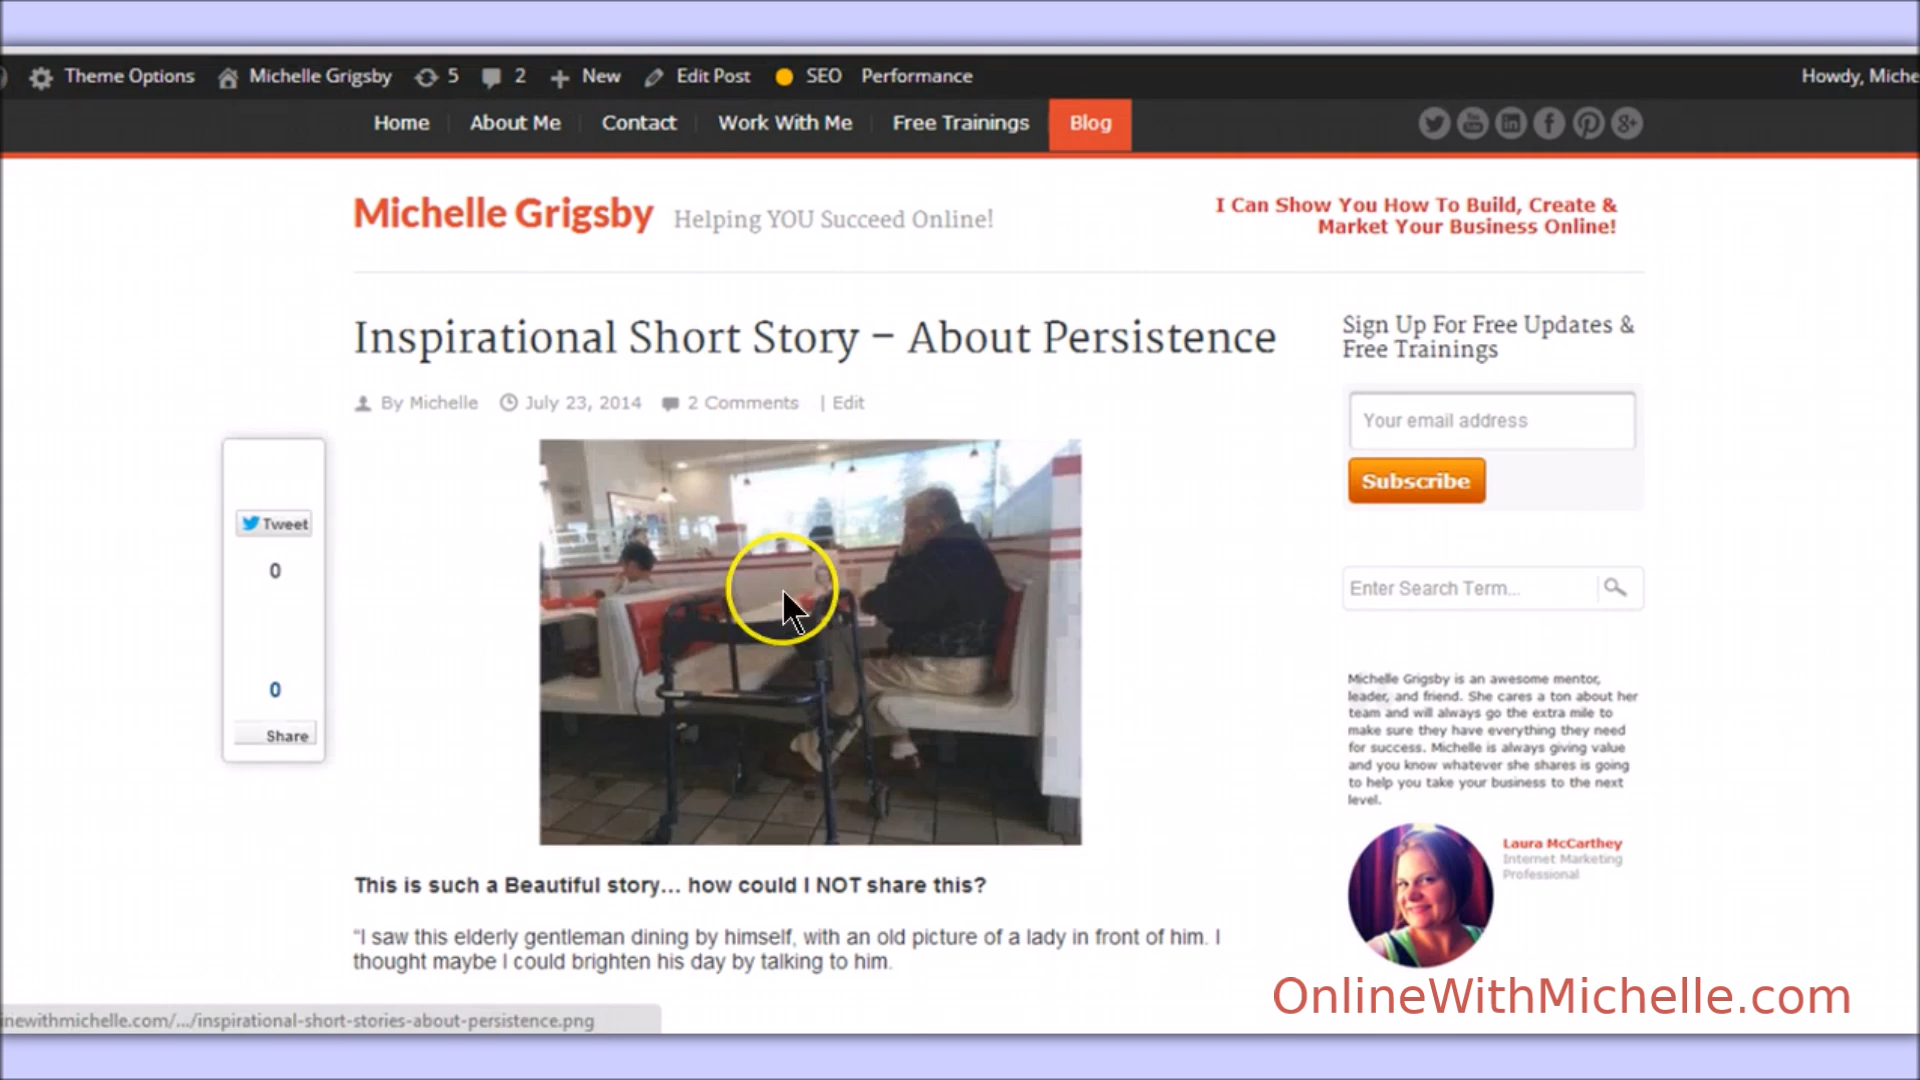 Theme Options Michelle Grigsby 5 2 New Edit Post SEO Performance Howdy, Miche
Home About Me Contact Work With Me Free Trainings Blog
Michelle Grigsby Helping YOU Succeed Online!
I Can Show You How To Build, Create &
Market Your Business Online!
Inspirational Short Story – About Persistence
By Michelle July 23, 2014 2 Comments | Edit
Tweet
0
0
Share
This is such a Beautiful story... how could I NOT share this?
“I saw this elderly gentleman dining by himself, with an old picture of a lady in front of him. I
thought maybe I could brighten his day by talking to him.
Sign Up For Free Updates &
Free Trainings
Your email address
Subscribe
Enter Search Term...
Michelle Grigsby is an awesome mentor,
leader, and friend. She cares a ton about her
team and will always go the extra mile to
make sure they have everything they need
for success. Michelle is always giving value
and you know whatever she shares is going
to help you take your business to the next
level.
Laura McCarthey
Internet Marketing
Professional
OnlineWithMichelle.com
inewithmichelle.com/.../inspirational-short-stories-about-persistence.png